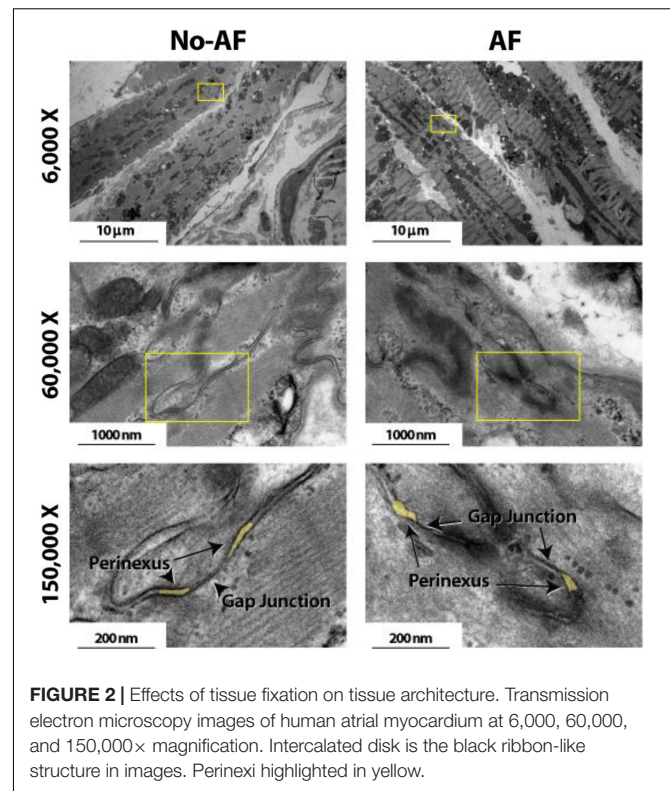 No-AF
AF
6,000 X
10 µm
10 µm
60,000 X
1000 nm
1000 nm
150,000 X
Perinexus
Gap Junction
200 nm
Gap Junction
Perinexus
200 nm
FIGURE 2 | Effects of tissue fixation on tissue architecture. Transmission
electron microscopy images of human atrial myocardium at 6,000, 60,000,
and 150,000× magnification. Intercalated disk is the black ribbon-like
structure in images. Perinexi highlighted in yellow.